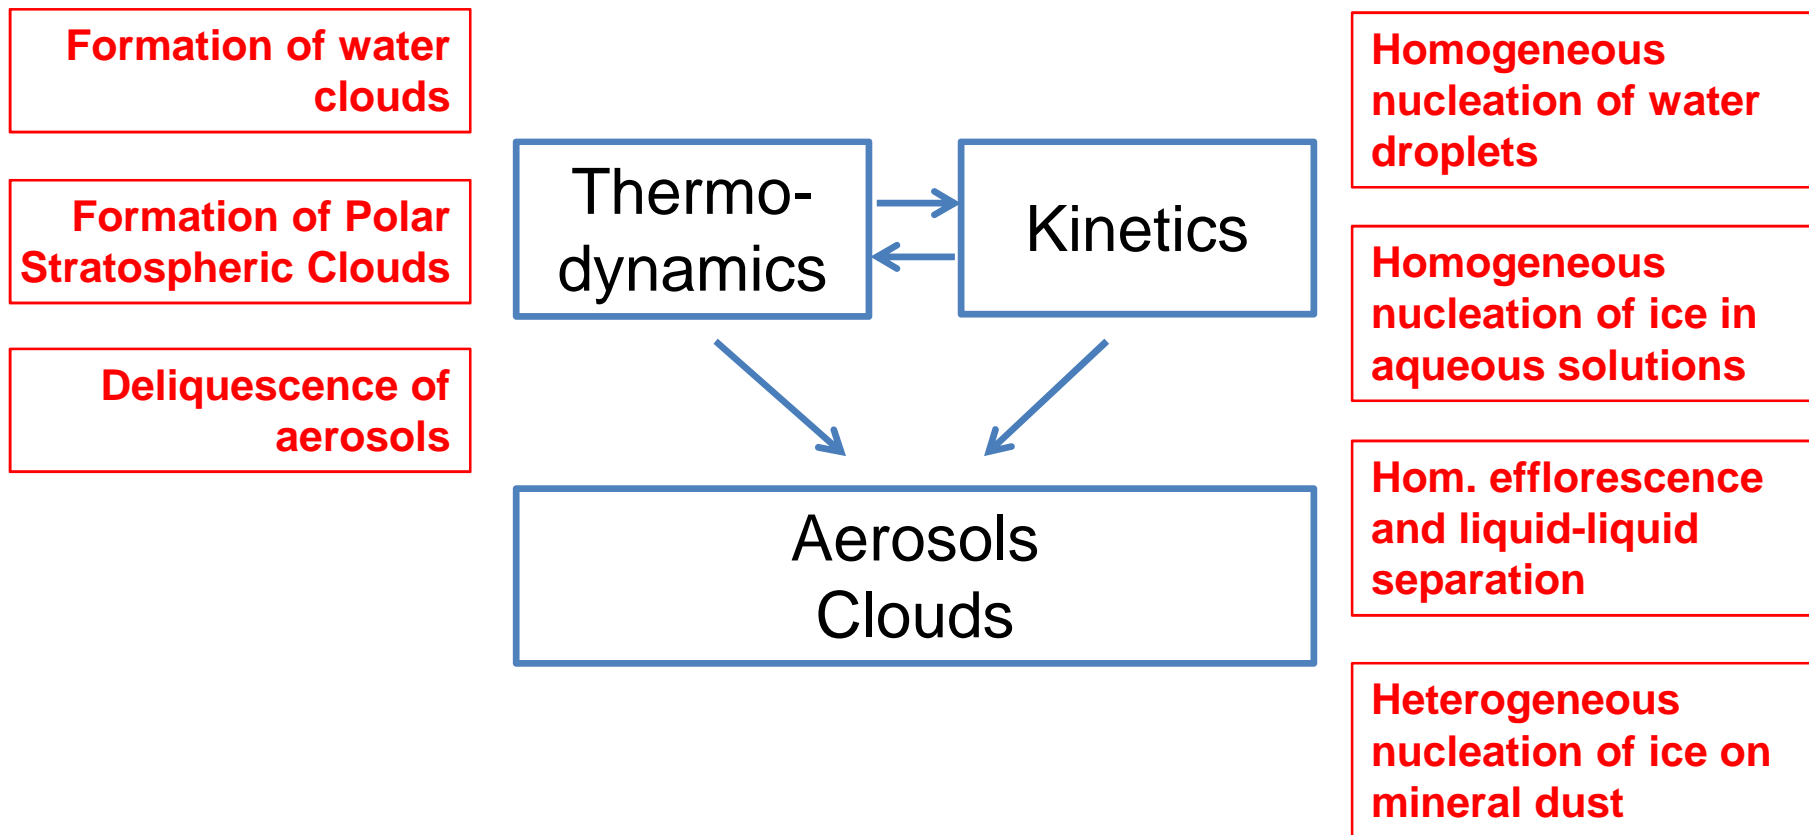 Formation of water
clouds
Formation of Polar
Stratospheric Clouds
Deliquescence of
aerosols
Thermo-
dynamics
Kinetics
Aerosols
Clouds
Homogeneous
nucleation of water
droplets
Homogeneous
nucleation of ice in
aqueous solutions
Hom. efflorescence
and liquid-liquid
separation
Heterogeneous
nucleation of ice on
mineral dust